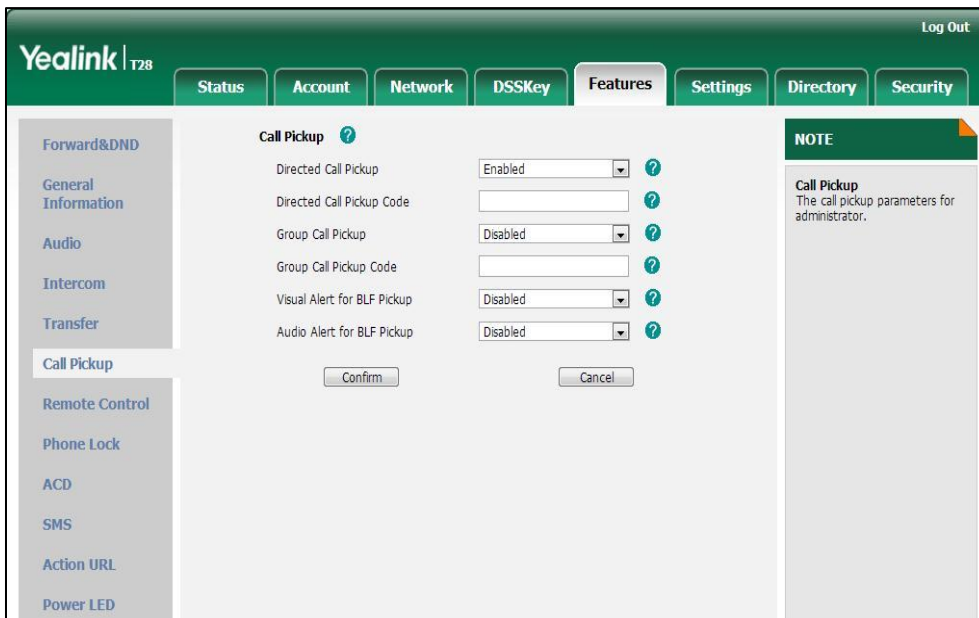 Log Out
Yealink T28
Status Account Network DSSKey Features Settings Directory Security
Forward&DND
General
Information
Audio
Intercom
Transfer
Call Pickup
Remote Control
Phone Lock
ACD
SMS
Action URL
Power LED
Call Pickup ?
Directed Call Pickup Enabled ?
Directed Call Pickup Code ?
Group Call Pickup Disabled ?
Group Call Pickup Code ?
Visual Alert for BLF Pickup Disabled ?
Audio Alert for BLF Pickup Disabled ?
Confirm Cancel
NOTE
Call Pickup
The call pickup parameters for
administrator.